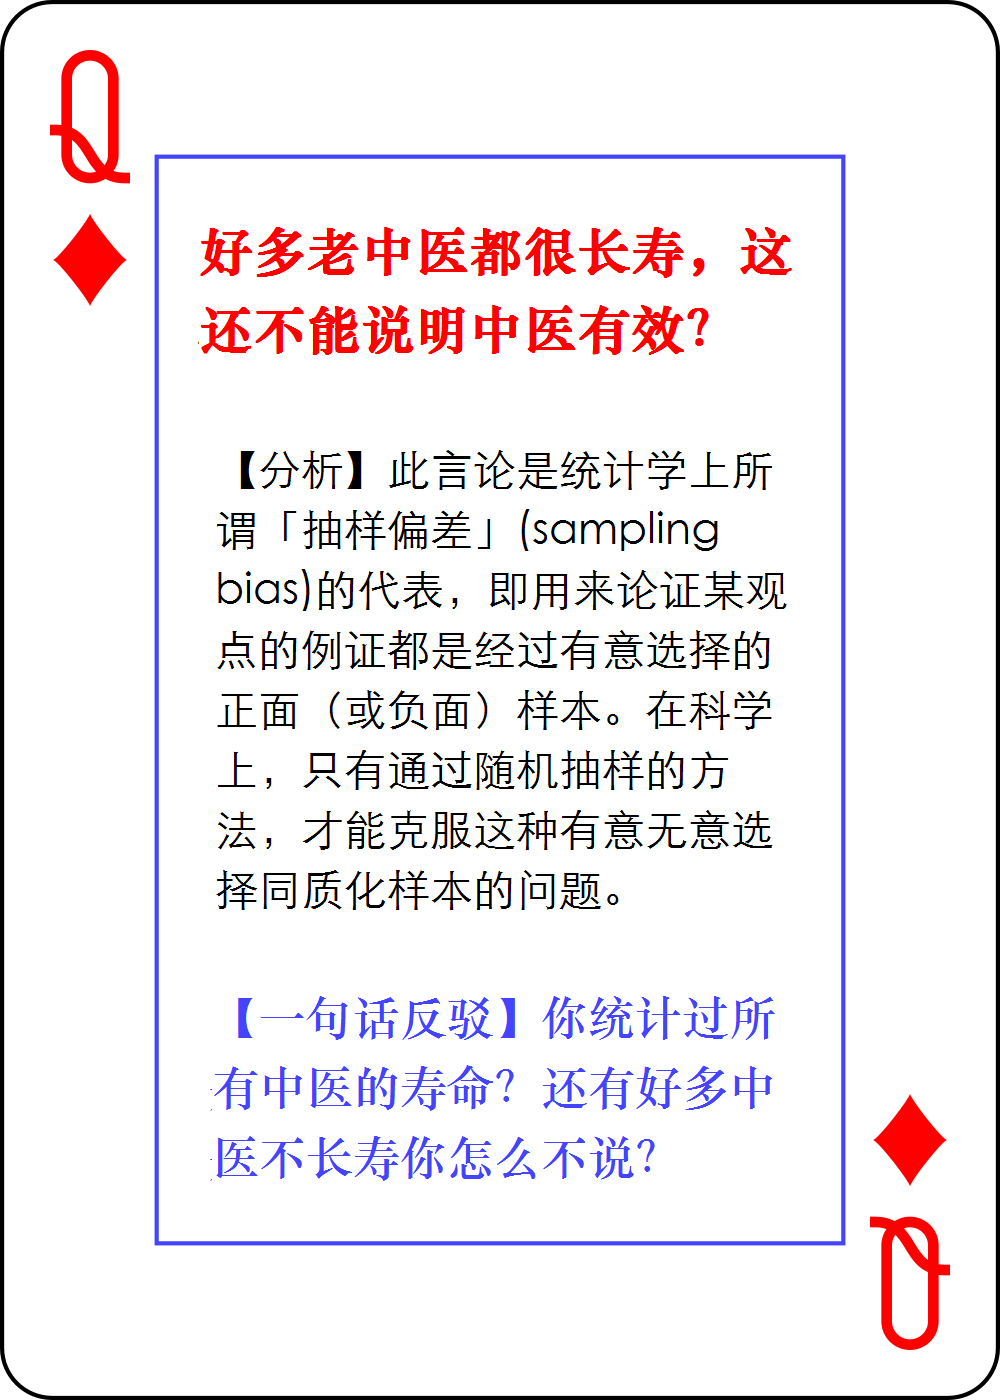 Q
好多老中医都很长寿，这
还不能说明中医有效？
【分析】此言论是统计学上所
谓「抽样偏差」(sampling
bias)的代表，即用来论证某观
点的例证都是经过有意选择的
正面（或负面）样本。在科学
上，只有通过随机抽样的方
法，才能克服这种有意无意选
择同质化样本的问题。
【一句话反驳】你统计过所
有中医的寿命？还有好多中
医不长寿你怎么不说？
Q